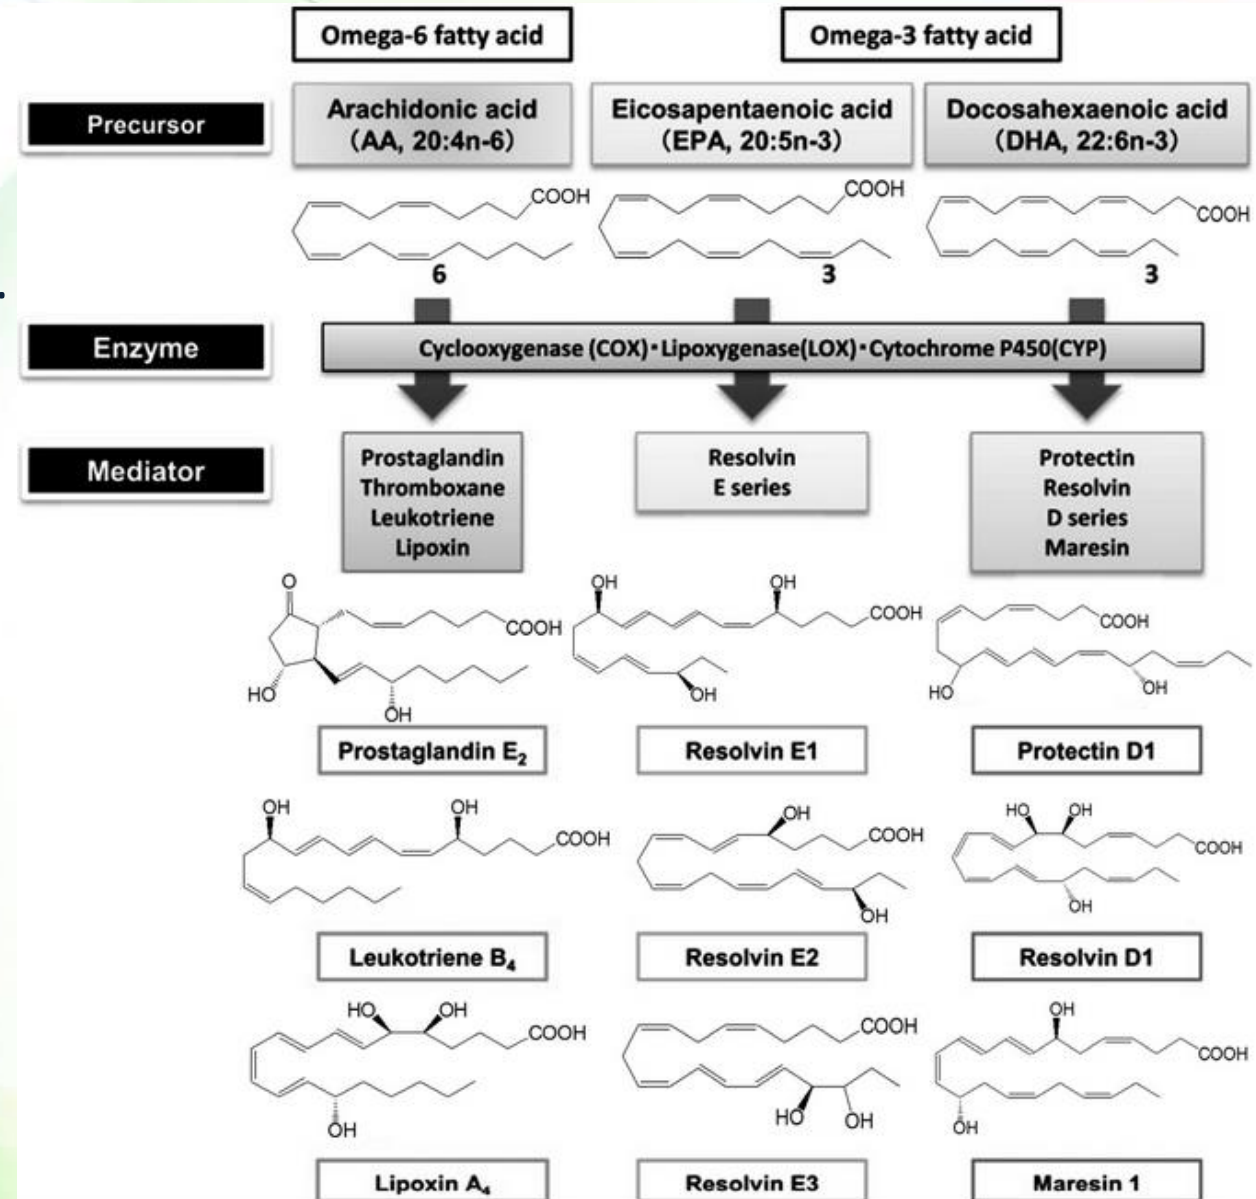 Omega-6 fatty acid
Omega-3 fatty acid
Precursor
Arachidonic acid
(AA, 20:4n-6)
Eicosapentaenoic acid
(EPA, 20:5n-3)
Docosahexaenoic acid
(DHA, 22:6n-3)
COOH
COOH
COOH
6
3
3
Enzyme
Cyclooxygenase (COX)・Lipoxygenase(LOX)・Cytochrome P450(CYP)
Mediator
Prostaglandin
Thromboxane
Leukotriene
Lipoxin
Resolvin
E series
Protectin
Resolvin
D series
Maresin
O
COOH
HO
OH
OH
OH
COOH
OH
COOH
HO
OH
Prostaglandin E₂
Resolvin E1
Protectin D1
OH
OH
COOH
OH
COOH
OH
HO
OH
COOH
OH
Leukotriene B₄
Resolvin E2
Resolvin D1
HO
OH
COOH
OH
COOH
HO
OH
OH
COOH
OH
Lipoxin A₄
Resolvin E3
Maresin 1